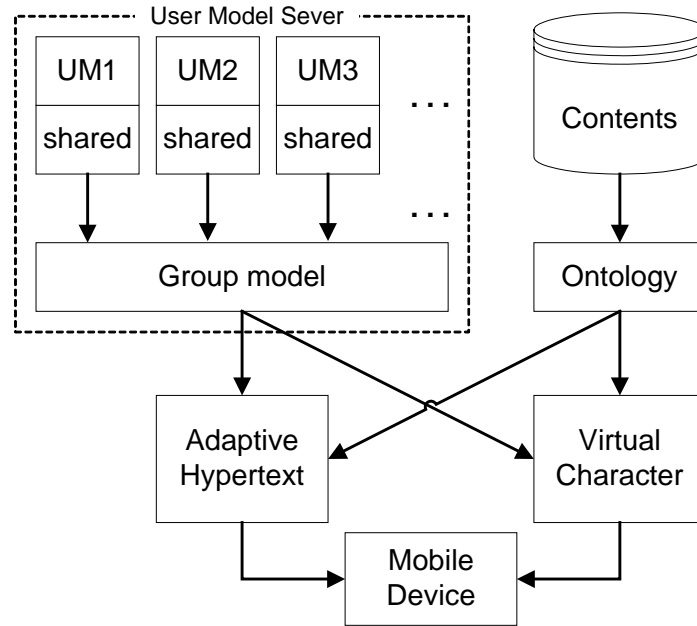 User Model Sever
UM1 UM2 UM3
...
Contents
shared shared shared
...
Group model
Ontology
Adaptive
Hypertext
Virtual
Character
Mobile
Device